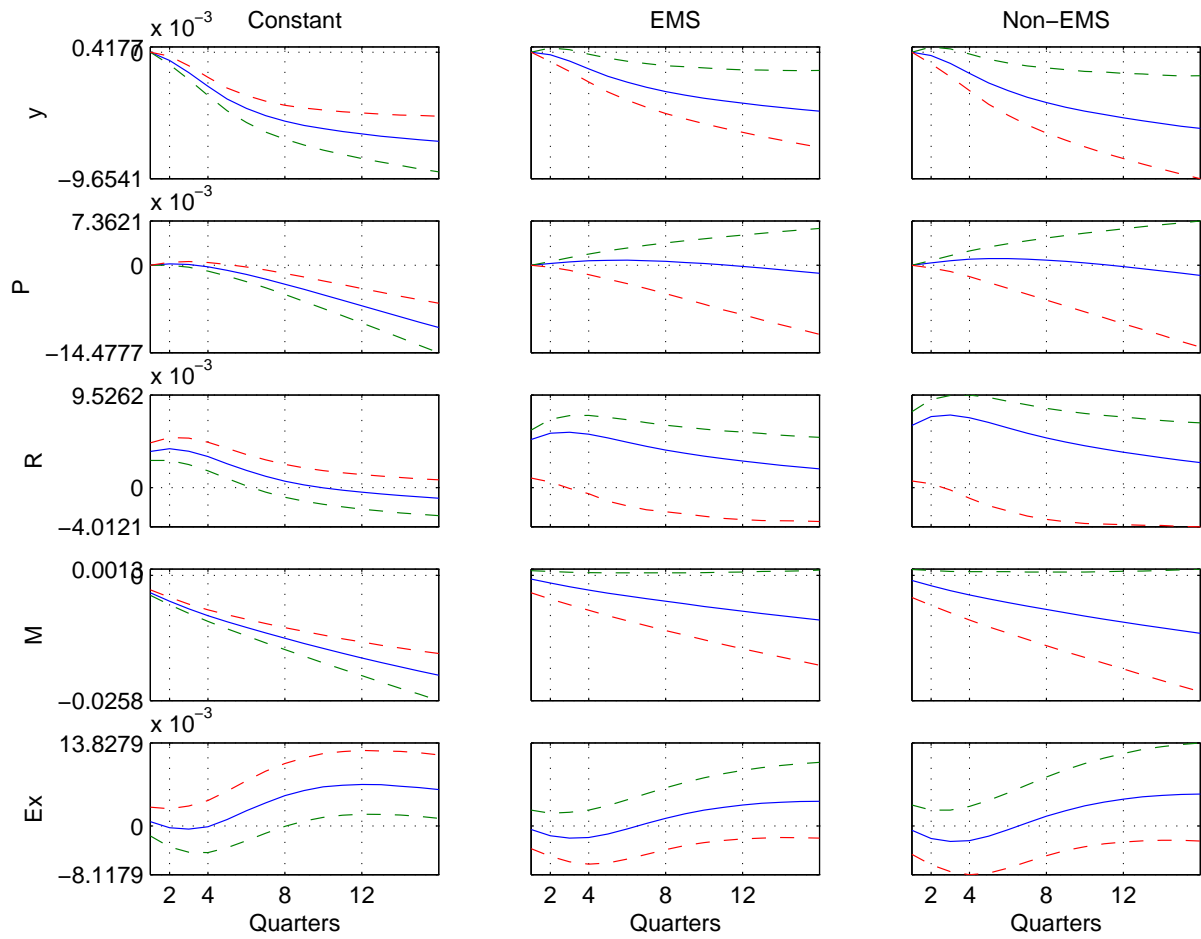 Constant EMS Non−EMS
x 10−3
0.4177
0
y
−9.6541
x 10−3
7.3621
0
P
−14.4777
x 10−3
9.5262
0
R
−4.0121
0.0013
0
M
−0.0258
x 10−3
13.8279
0
Ex
−8.1179
2 4 8 12 2 4 8 12 2 4 8 12
Quarters Quarters Quarters